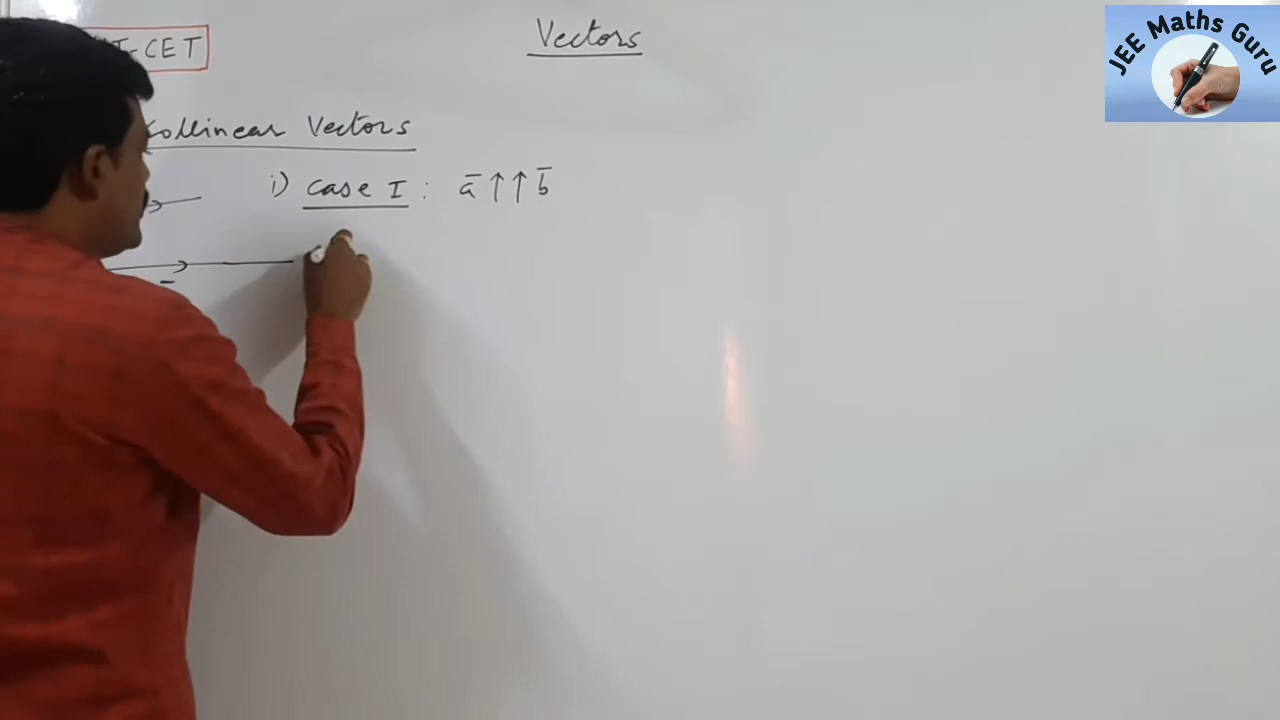 Vectors
JEE Maths Guru
CET
Collinear Vectors
i) Case I : a̅ ↑↑ b̅